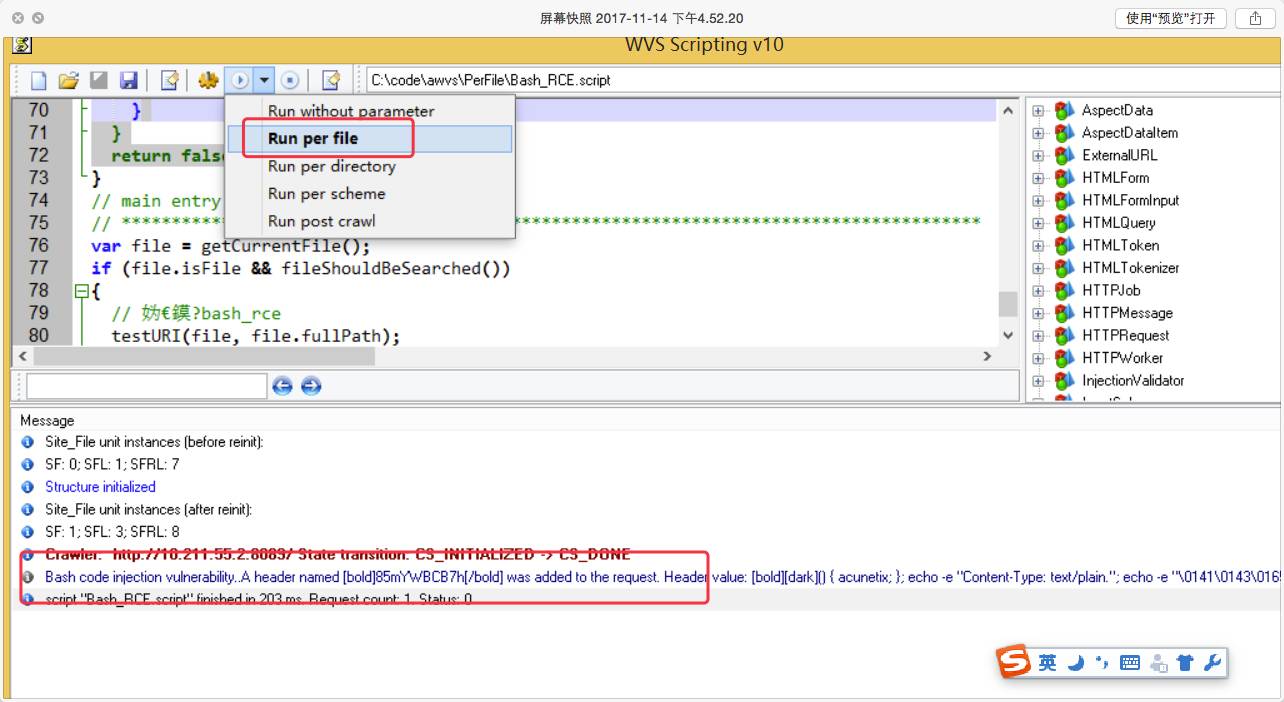 屏幕快照 2017-11-14 下午4.52.20
使用“预览”打开
WVS Scripting v10
C:\code\awvs\PerFile\Bash_RCE.script
Run without parameter
Run per file
Run per directory
Run per scheme
Run post crawl
70 }
71 }
72 return fals
73 }
74 // main entry
75 // ***********************************************************************************
76 var file = getCurrentFile();
77 if (file.isFile && fileShouldBeSearched())
78 {
79 // 妫€鏌?bash_rce
80 testURI(file, file.fullPath);
AspectData
AspectDataItem
ExternalURL
HTMLForm
HTMLFormInput
HTMLQuery
HTMLToken
HTMLTokenizer
HTTPJob
HTTPMessage
HTTPRequest
HTTPWorker
InjectionValidator
Message
Site_File unit instances (before reinit):
SF: 0; SFL: 1; SFRL: 7
Structure initialized
Site_File unit instances (after reinit):
SF: 1; SFL: 3; SFRL: 8
Crawler: http://10.211.55.2:8089/ State transition: CS_INITIALIZED -> CS_DONE
Bash code injection vulnerability..A header named [bold]85mYWBCB7h[/bold] was added to the request. Header value: [bold][dark]() { acunetix; }; echo -e "Content-Type: text/plain."; echo -e "\0141\0143\016
script "Bash_RCE.script" finished in 203 ms. Request count: 1. Status: 0
英